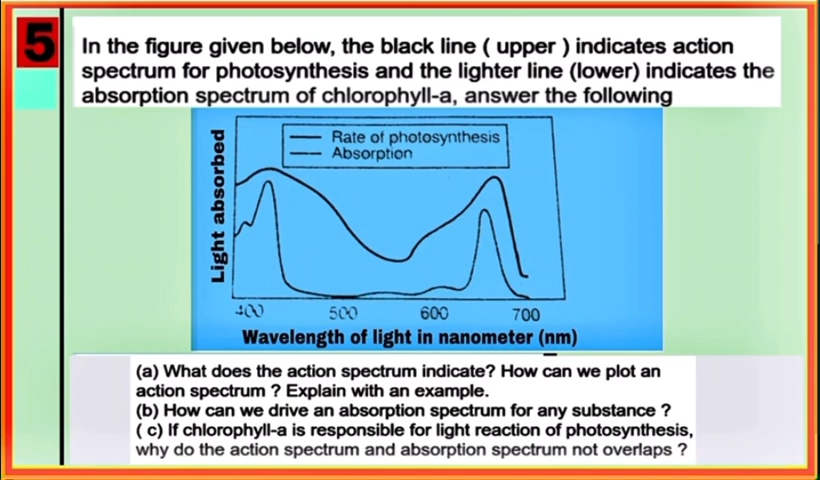 5
In the figure given below, the black line ( upper ) indicates action
spectrum for photosynthesis and the lighter line (lower) indicates the
absorption spectrum of chlorophyll-a, answer the following
Rate of photosynthesis
Absorption
Light absorbed
400 500 600 700
Wavelength of light in nanometer (nm)
(a) What does the action spectrum indicate? How can we plot an
action spectrum ? Explain with an example.
(b) How can we drive an absorption spectrum for any substance ?
( c) If chlorophyll-a is responsible for light reaction of photosynthesis,
why do the action spectrum and absorption spectrum not overlaps ?